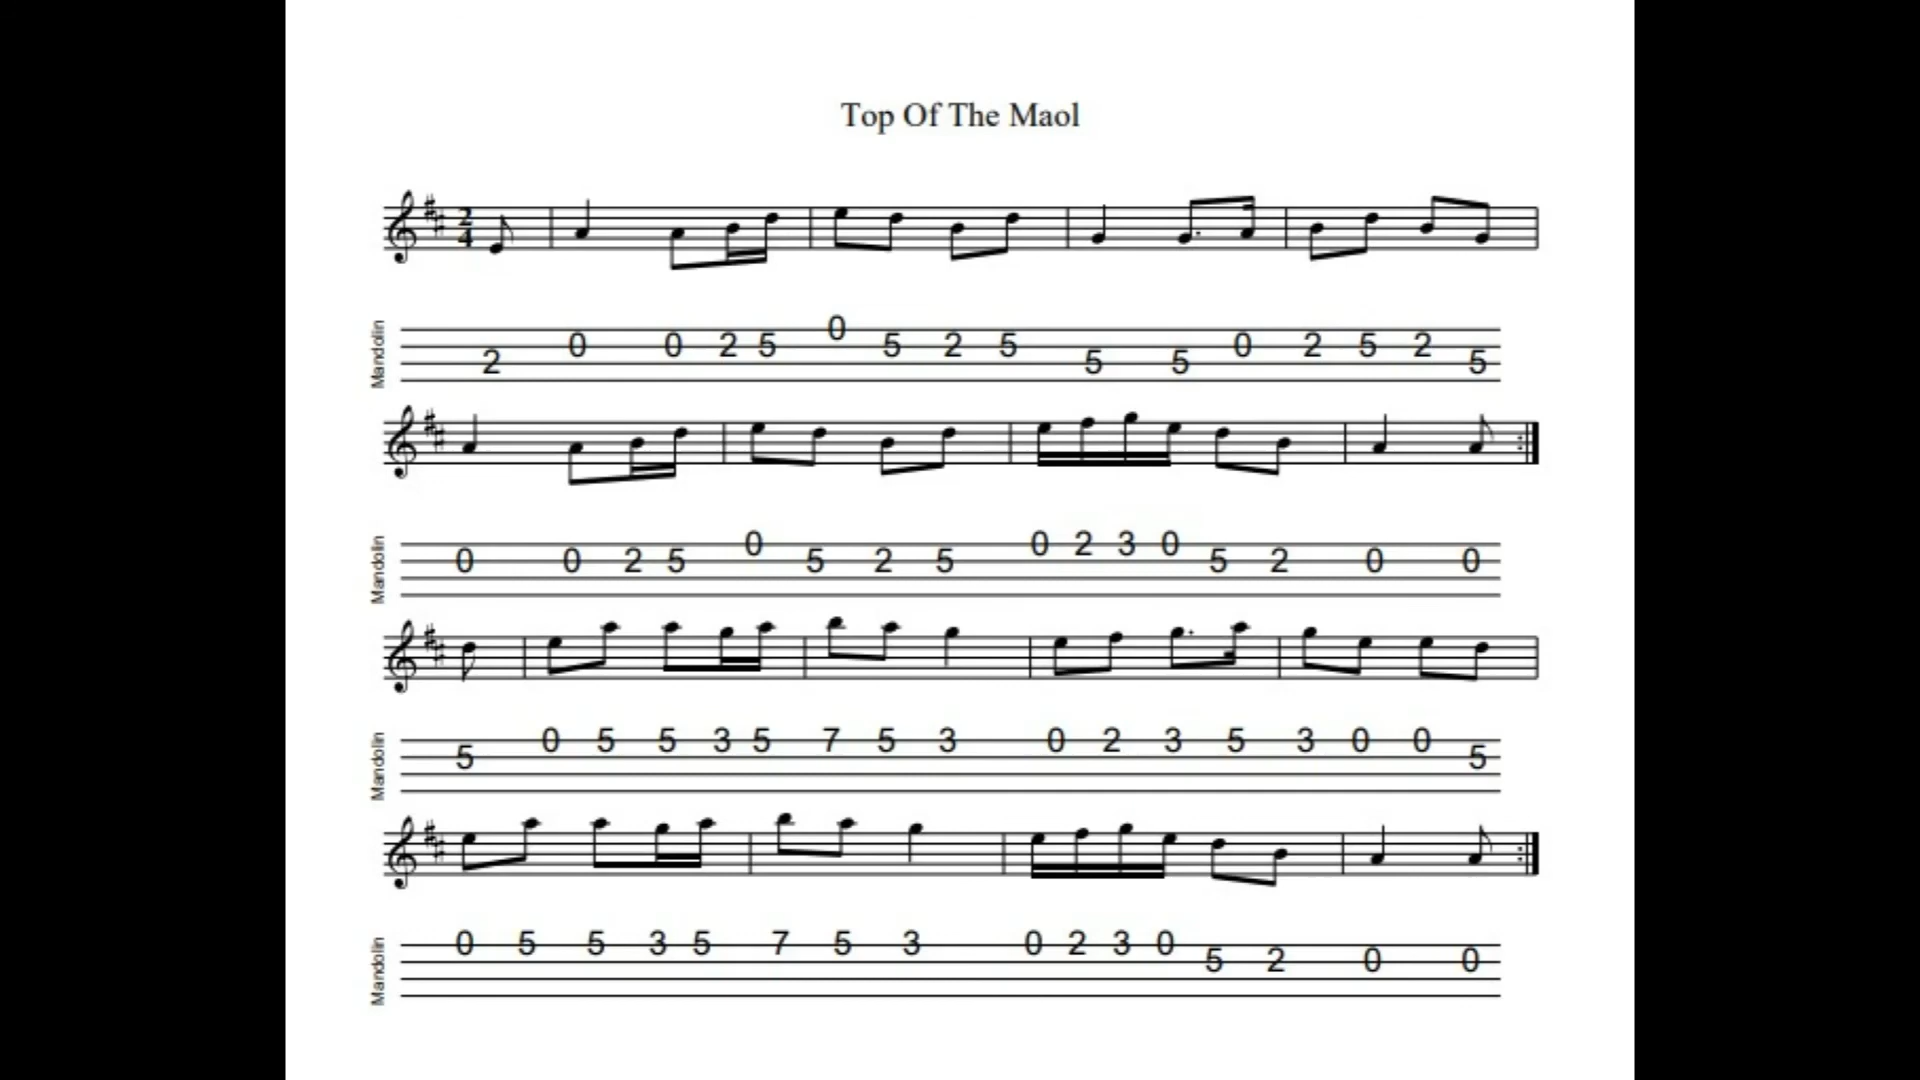 Top Of The Maol
2
4
Mandolin 2 0 0 2 5 0 5 2 5 5 5 0 2 5 2 5
Mandolin 0 0 2 5 0 5 2 5 0 2 3 0 5 2 0 0
Mandolin 5 0 5 5 3 5 7 5 3 0 2 3 5 3 0 0 5
Mandolin 0 5 5 3 5 7 5 3 0 2 3 0 5 2 0 0